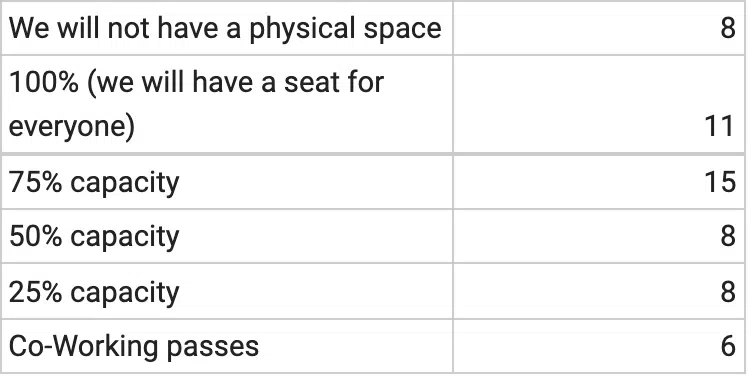 We will not have a physical space 8
100% (we will have a seat for
everyone) 11
75% capacity 15
50% capacity 8
25% capacity 8
Co-Working passes 6